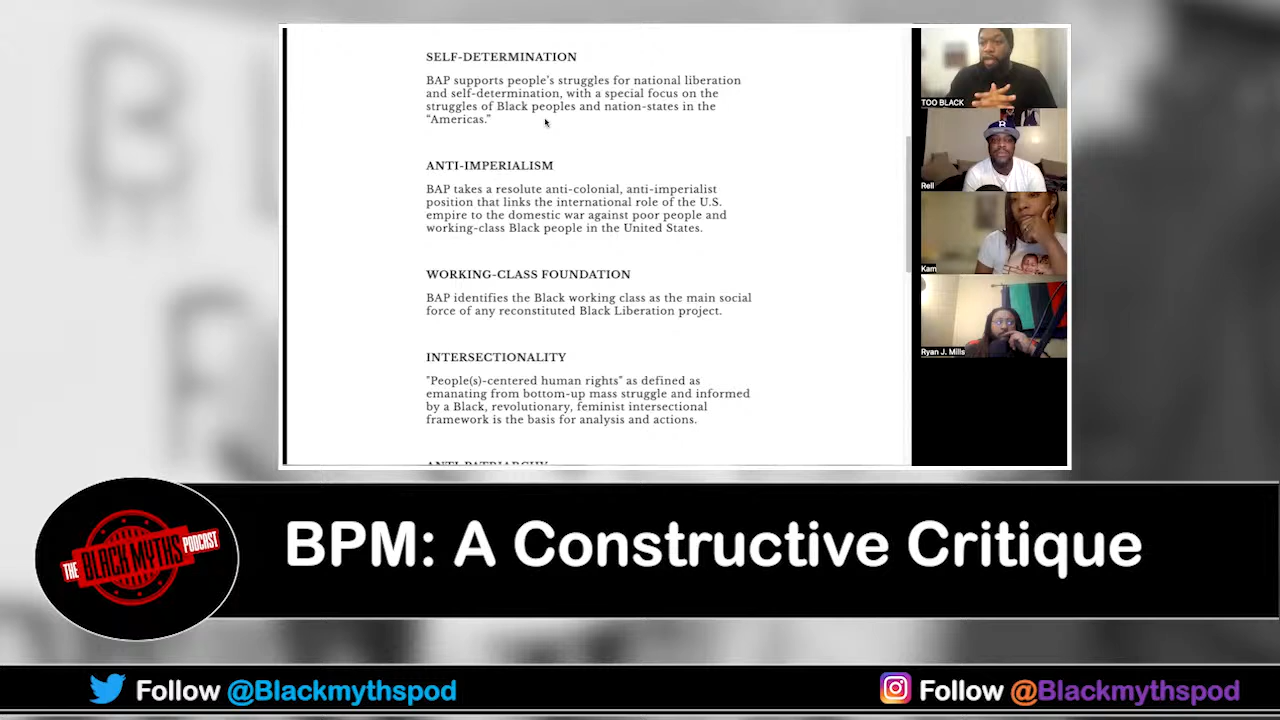 SELF-DETERMINATION
BAP supports people's struggles for national liberation
and self-determination, with a special focus on the
struggles of Black peoples and nation-states in the
“Americas.”
ANTI-IMPERIALISM
BAP takes a resolute anti-colonial, anti-imperialist
position that links the international role of the U.S.
empire to the domestic war against poor people and
working-class Black people in the United States.
WORKING-CLASS FOUNDATION
BAP identifies the Black working class as the main social
force of any reconstituted Black Liberation project.
INTERSECTIONALITY
"People(s)-centered human rights" as defined as
emanating from bottom-up mass struggle and informed
by a Black, revolutionary, feminist intersectional
framework is the basis for analysis and actions.
ANTI-PATRIARCHY
TOO BLACK
Rell
Kam
Ryan J. Mills
THE BLACK MYTHS PODCAST
BPM: A Constructive Critique
Follow @Blackmythspod
Follow @Blackmythspod